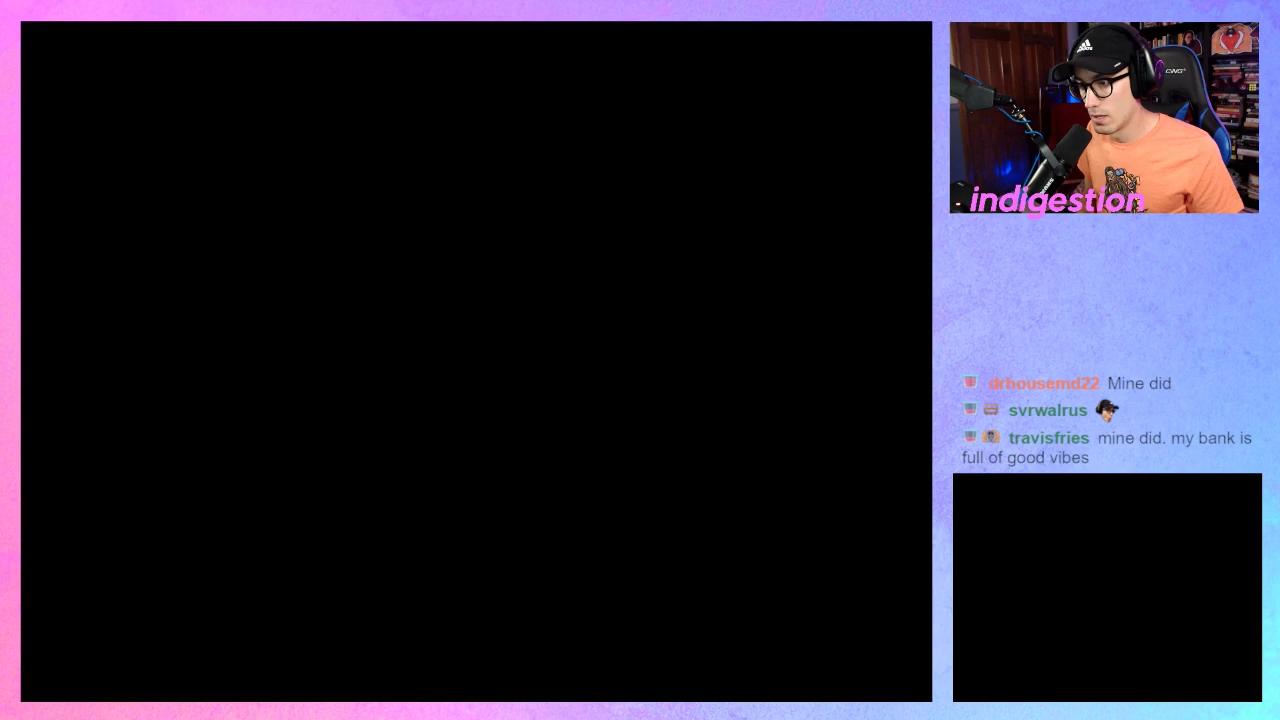 indigestion
drhousemd22 Mine did
svrwalrus
travisfries mine did. my bank is
full of good vibes